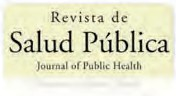 Revista de
Salud Pública
Journal of Public Health